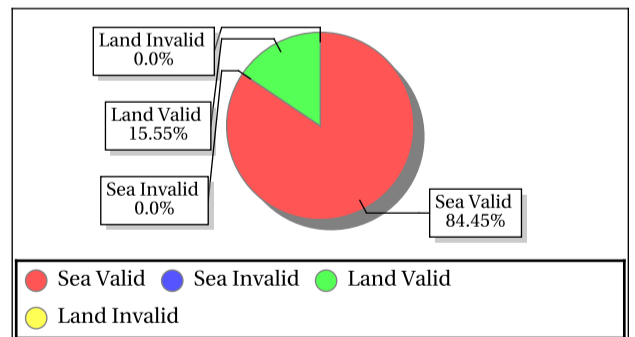 Land Invalid
0.0%
Land Valid
15.55%
Sea Invalid
0.0%
Sea Valid
84.45%
Sea Valid
Sea Invalid
Land Valid
Land Invalid